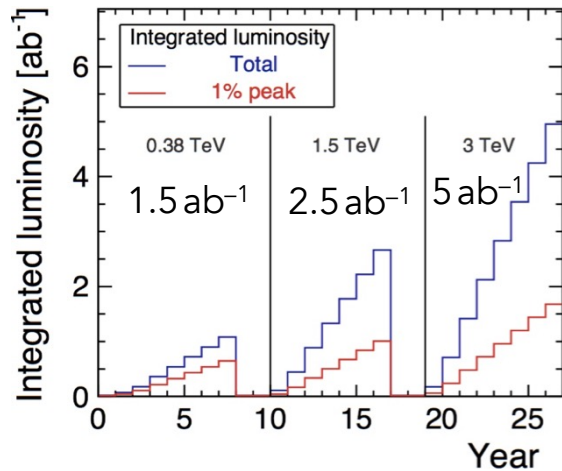 Integrated luminosity [ab⁻¹]
Integrated luminosity
Total
1% peak
0.38 TeV 1.5 TeV 3 TeV
1.5 ab⁻¹ 2.5 ab⁻¹ 5 ab⁻¹
6
4
2
0
0 5 10 15 20 25
Year